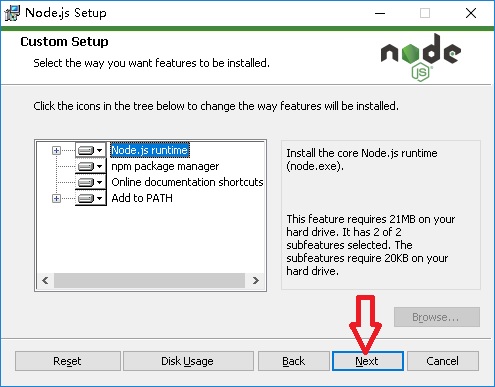 Node.js Setup
Custom Setup
Select the way you want features to be installed.
node
JS
Click the icons in the tree below to change the way features will be installed.
Node.js runtime
npm package manager
Online documentation shortcuts
Add to PATH
Install the core Node.js runtime
(node.exe).
This feature requires 21MB on your
hard drive. It has 2 of 2
subfeatures selected. The
subfeatures require 20KB on your
hard drive.
Browse...
Reset
Disk Usage
Back
Next
Cancel